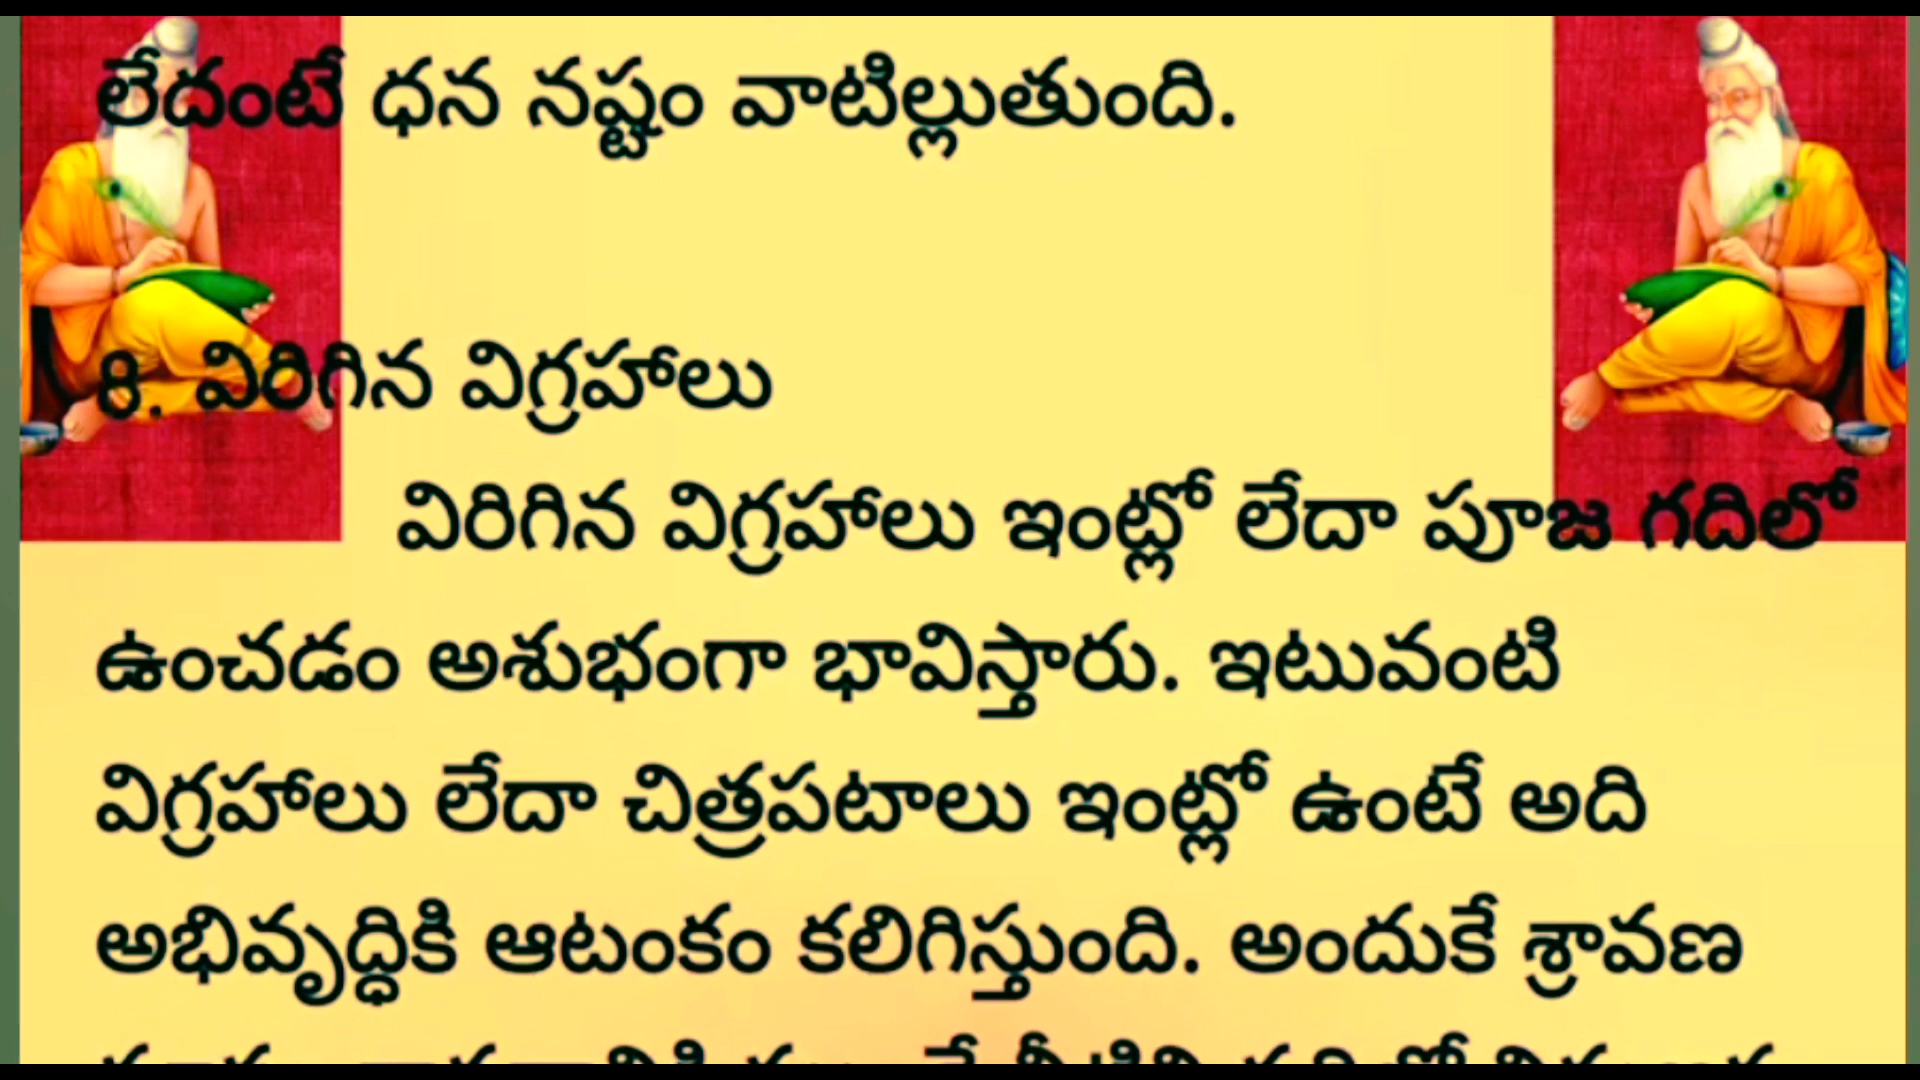 లేదంటే ధన నష్టం వాటిల్లుతుంది.
8. విరిగిన విగ్రహాలు
విరిగిన విగ్రహాలు ఇంట్లో లేదా పూజ గదిలో
ఉంచడం అశుభంగా భావిస్తారు. ఇటువంటి
విగ్రహాలు లేదా చిత్రపటాలు ఇంట్లో ఉంటే అది
అభివృద్ధికి ఆటంకం కలిగిస్తుంది. అందుకే శ్రావణ